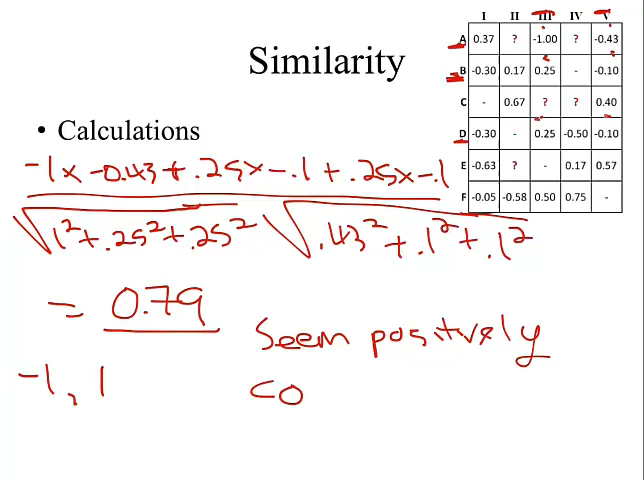 Similarity
• Calculations
-1x -0.43 + .25x -.1 + .25x -.1
√1² + .25² + .25² √.43² + .1² + .1²
= 0.79
Seem positively
-1, 1 co
I II III IV V
A 0.37 ? -1.00 ? -0.43
B -0.30 0.17 0.25 - -0.10
C - 0.67 ? ? 0.40
D -0.30 - 0.25 -0.50 -0.10
E -0.63 ? - 0.17 0.57
F -0.05 -0.58 0.50 0.75 -